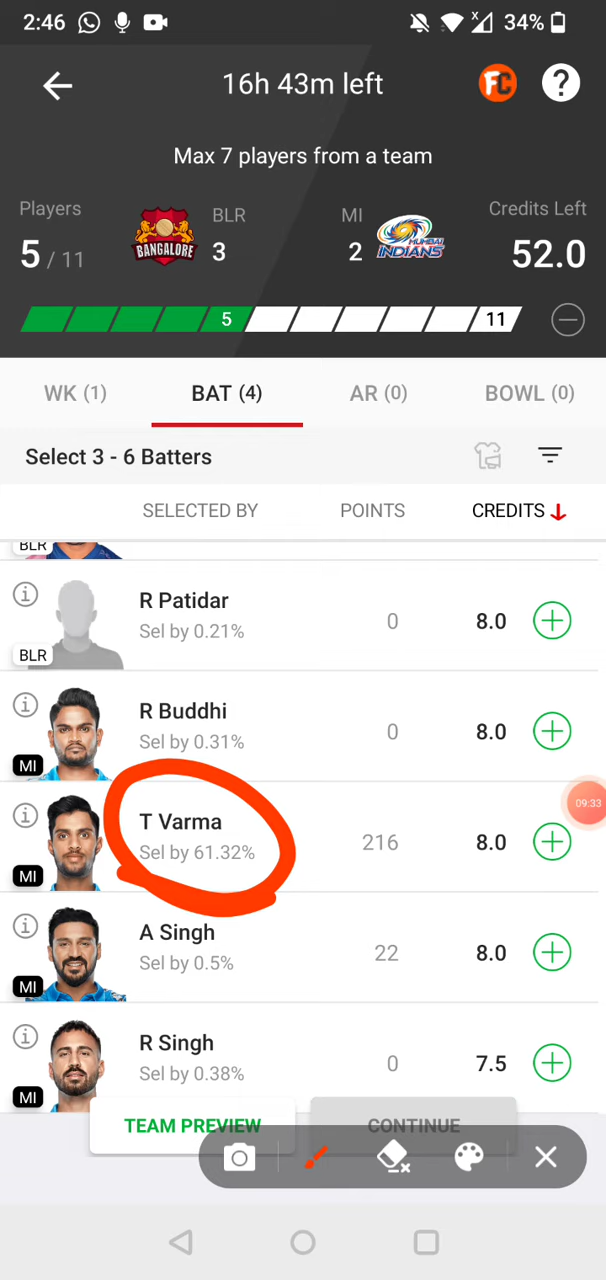 2:46
34%
16h 43m left
FC
?
Max 7 players from a team
Players
BLR
MI
Credits Left
5 / 11
BANGALORE
3
2
MUMBAI
INDIANS
52.0
5
11
WK (1)
BAT (4)
AR (0)
BOWL (0)
Select 3 - 6 Batters
SELECTED BY
POINTS
CREDITS
BLR
R Patidar
Sel by 0.21%
0
8.0
BLR
R Buddhi
Sel by 0.31%
0
8.0
MI
T Varma
Sel by 61.32%
216
8.0
09:33
MI
A Singh
Sel by 0.5%
22
8.0
MI
R Singh
Sel by 0.38%
0
7.5
MI
TEAM PREVIEW
CONTINUE